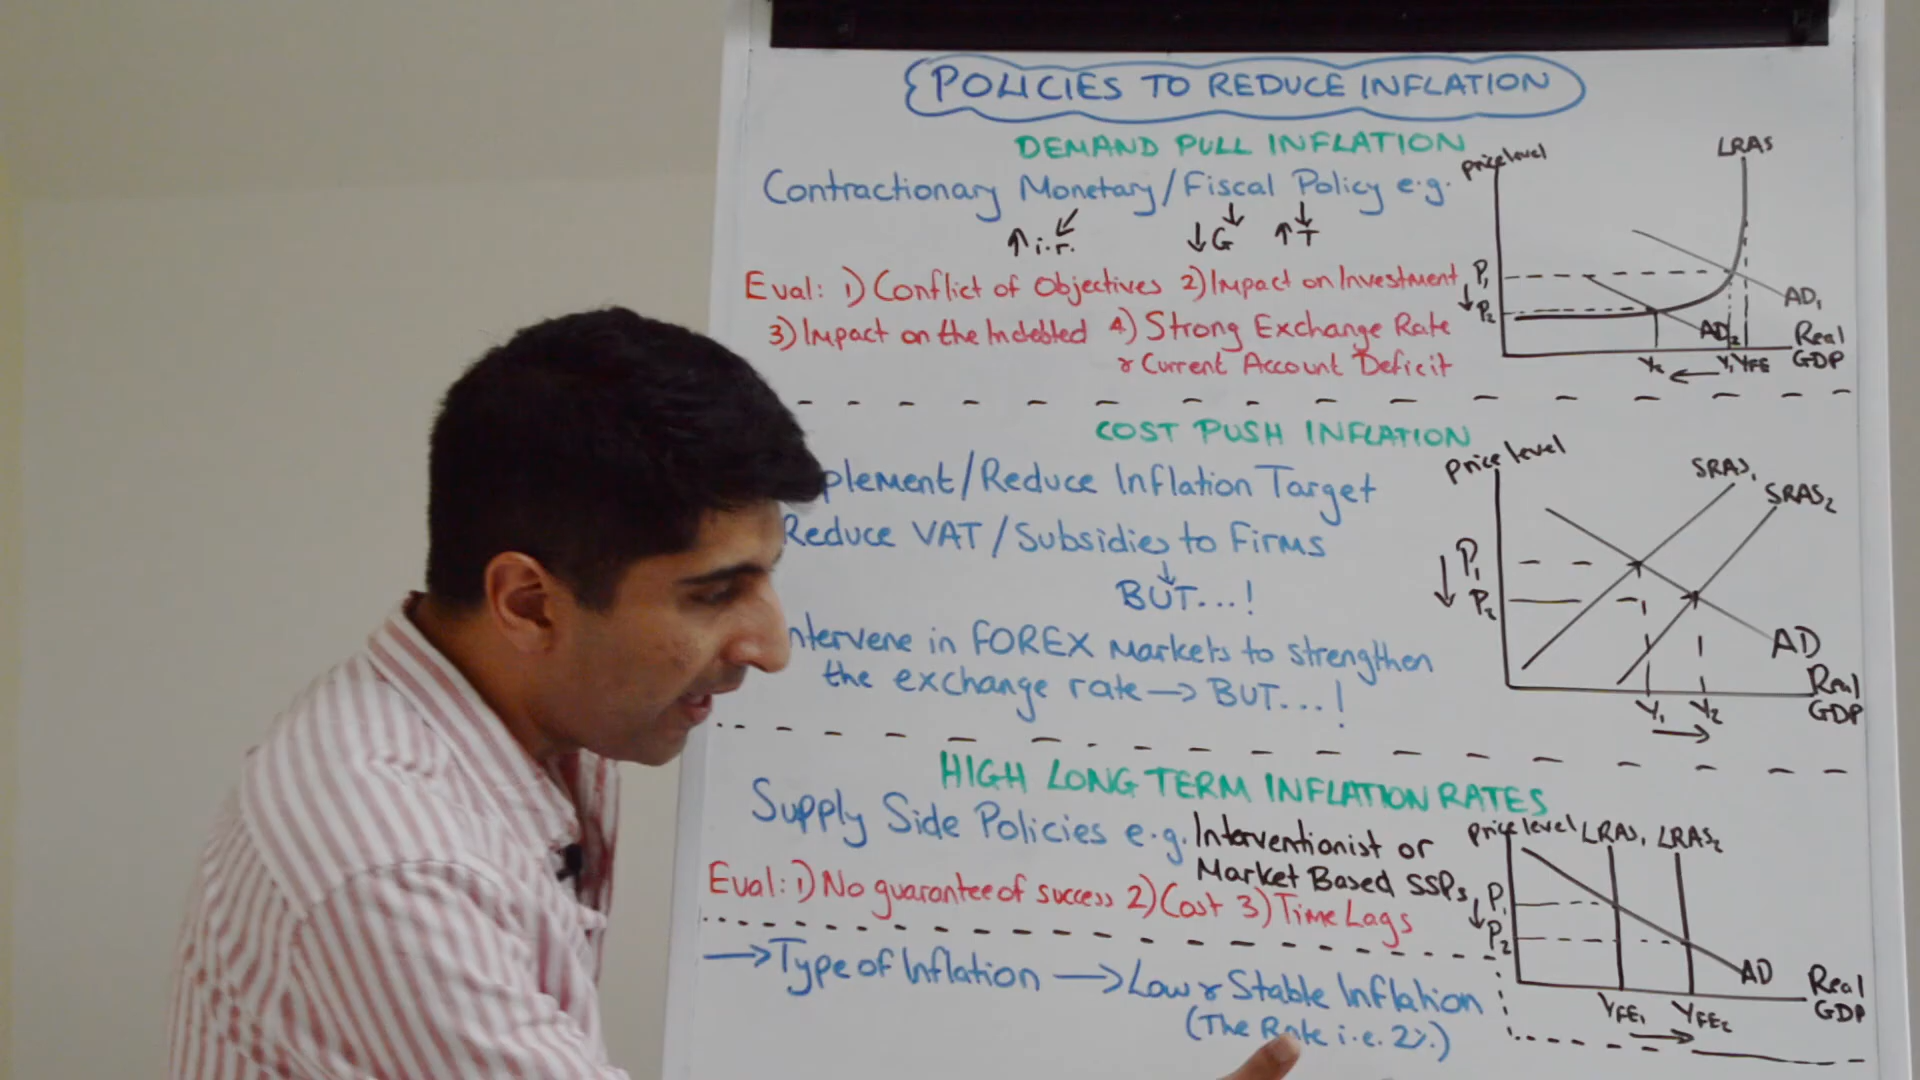 POLICIES TO REDUCE INFLATION
DEMAND PULL INFLATION
Contractionary Monetary/Fiscal Policy e.g.
↑i.r. ↓G ↑T
Eval: 1) Conflict of Objectives 2) Impact on Investment
3) Impact on the Indebted 4) Strong Exchange Rate
& Current Account Deficit
Price level
LRAS
P1
↓P2
AD1
AD2
Real
GDP
Y2 ← Y1 YFE
COST PUSH INFLATION
plement/Reduce Inflation Target
Reduce VAT/Subsidies to Firms
↓
BUT...!
ntervene in FOREX Markets to strengthen
the exchange rate → BUT...!
Price level
SRAS1
SRAS2
↓P1
P2
AD
Real
GDP
Y1 Y2
→
HIGH LONG TERM INFLATION RATES
Supply Side Policies e.g. Interventionist or
Market Based SSPs
Eval: 1) No guarantee of success 2) Cost 3) Time Lags
Price level LRAS1 LRAS2
P1
↓P2
AD
Real
GDP
YFE1 YFE2
→
→ Type of Inflation → Low & Stable Inflation
(The Rate i.e. 2%)